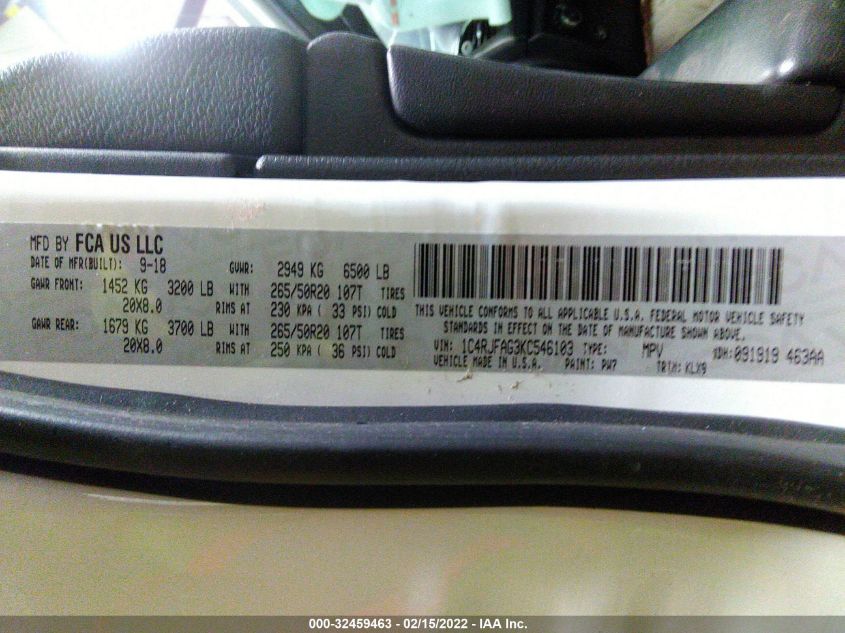 MFD BY FCA US LLC
DATE OF MFR(BUILT): 9-18 GVWR: 2949 KG 6500 LB
GAWR FRONT: 1452 KG 3200 LB WITH 265/50R20 107T TIRES
20X8.0 RIMS AT 230 KPA ( 33 PSI) COLD
GAWR REAR: 1679 KG 3700 LB WITH 265/50R20 107T TIRES
20X8.0 RIMS AT 250 KPA ( 36 PSI) COLD
THIS VEHICLE CONFORMS TO ALL APPLICABLE U.S.A. FEDERAL MOTOR VEHICLE SAFETY
STANDARDS IN EFFECT ON THE DATE OF MANUFACTURE SHOWN ABOVE.
VIN: 1C4RJFAG3KC546103 TYPE: MPV MDH:091919 463AA
VEHICLE MADE IN U.S.A. PAINT: PW7 TRIM: KLX9
000-32459463 - 02/15/2022 - IAA Inc.